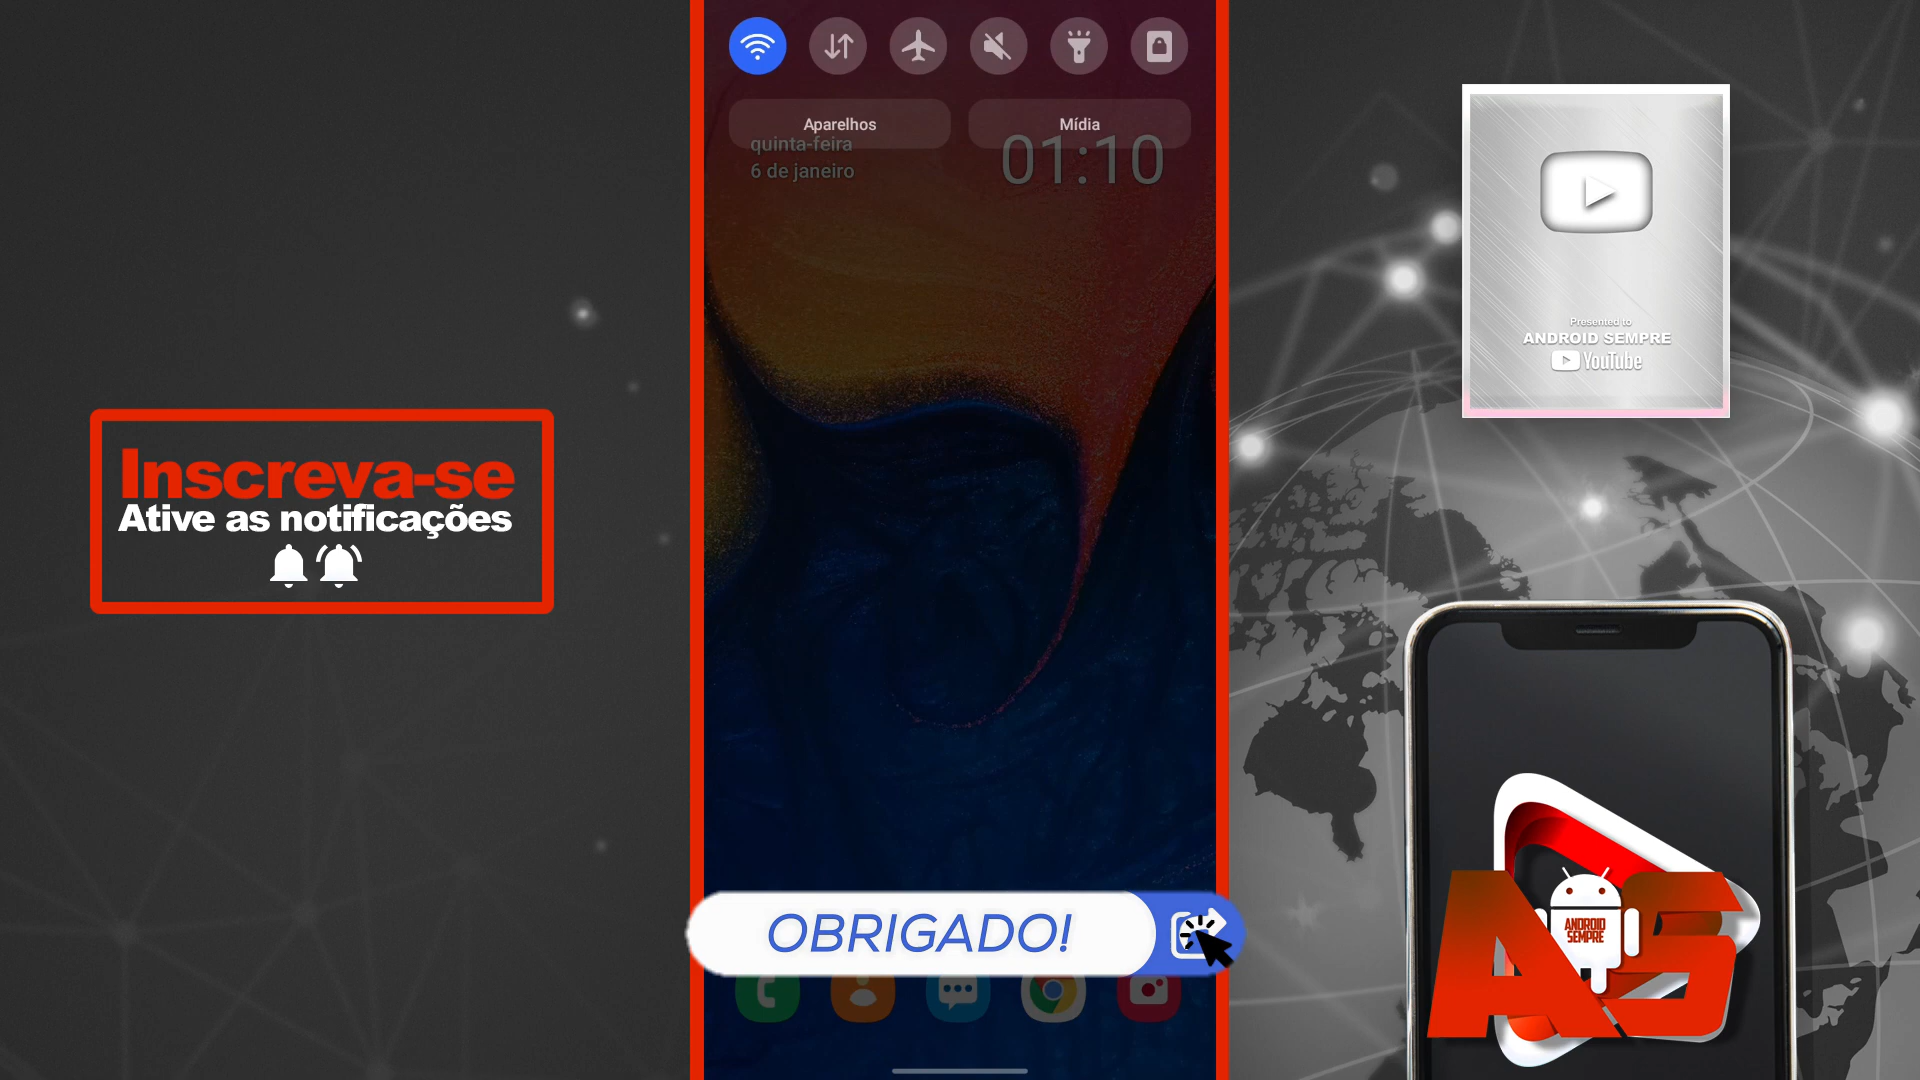 Aparelhos
Mídia
quinta-feira
6 de janeiro
01:10
Inscreva-se
Ative as notificações
OBRIGADO!
Presented to
ANDROID SEMPRE
YouTube
AS
ANDROID
SEMPRE